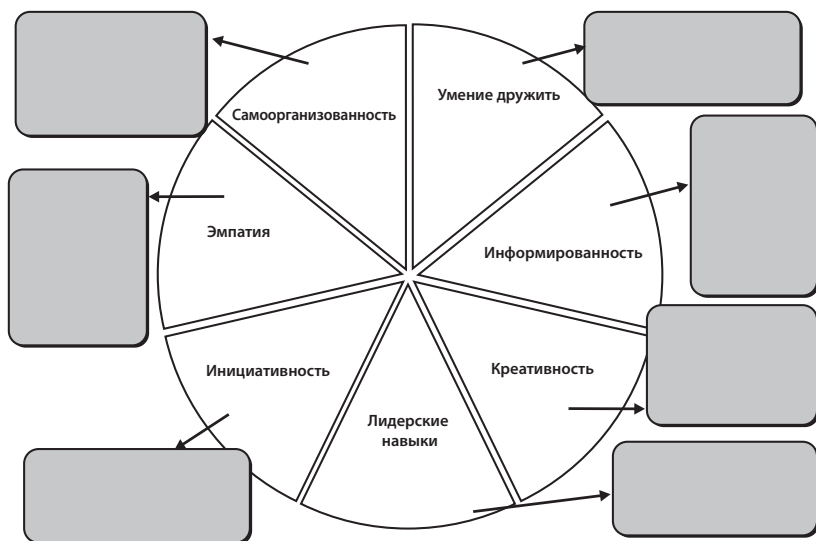 Самоорганизованность
Умение дружить
Эмпатия
Информированность
Инициативность
Креативность
Лидерские
навыки